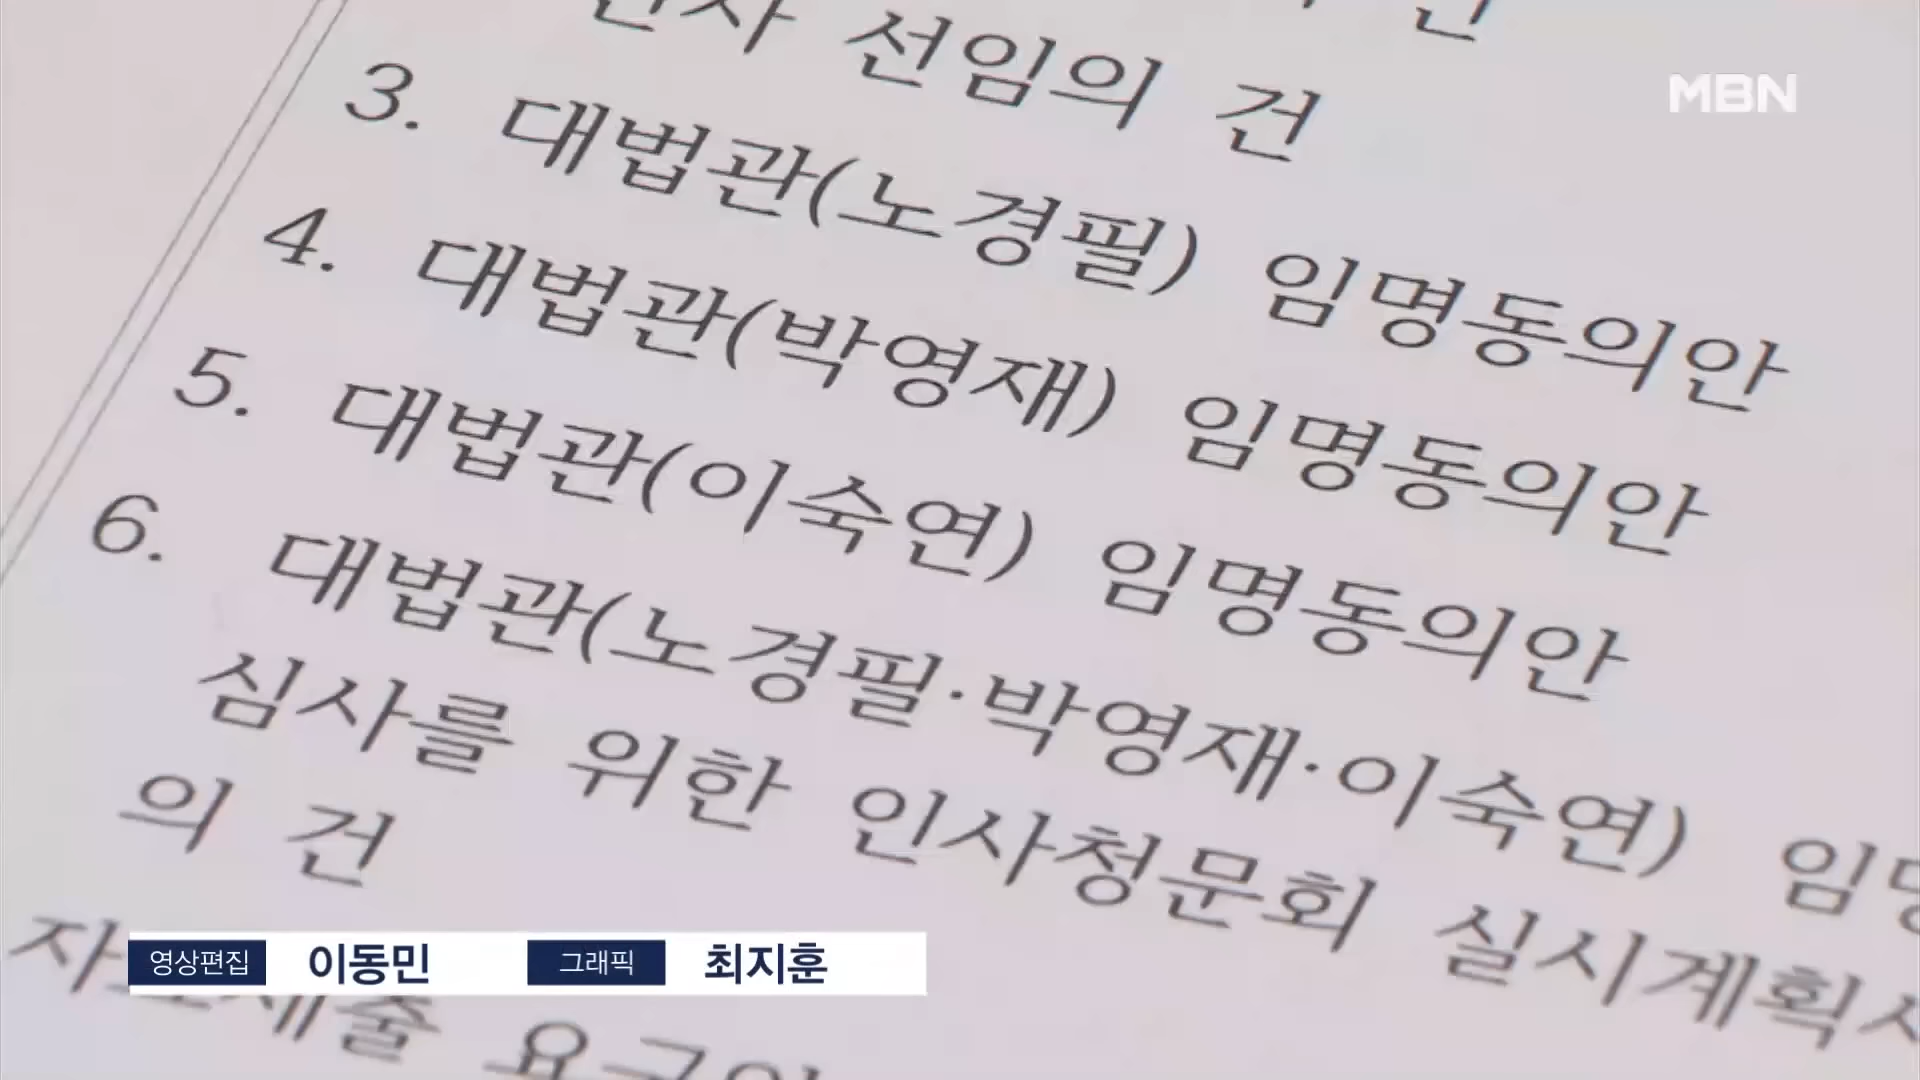 선임의 건
MBN
3. 대법관(노경필) 임명동의안
4. 대법관(박영재) 임명동의안
5. 대법관(이숙연) 임명동의안
6. 대법관(노경필·박영재·이숙연)
심사를 위한 인사청문회 실시계획
의 건
영상편집 이동민 그래픽 최지훈